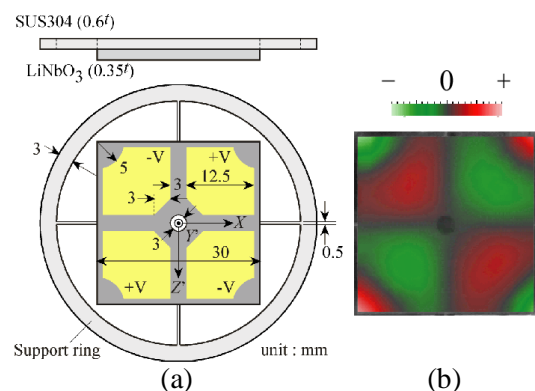 SUS304 (0.6t)
LiNbO3 (0.35t)
− 0 +
3
-V +V
5
3 12.5
3
X
Y'
3
0.5
30
+V Z' -V
Support ring
unit : mm
(a) (b)